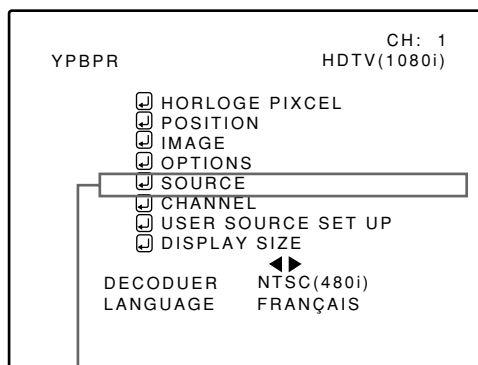 CH: 1
YPBPR HDTV(1080i)
HORLOGE PIXCEL
POSITION
IMAGE
OPTIONS
SOURCE
CHANNEL
USER SOURCE SET UP
DISPLAY SIZE
DECODUER NTSC(480i)
LANGUAGE FRANÇAIS